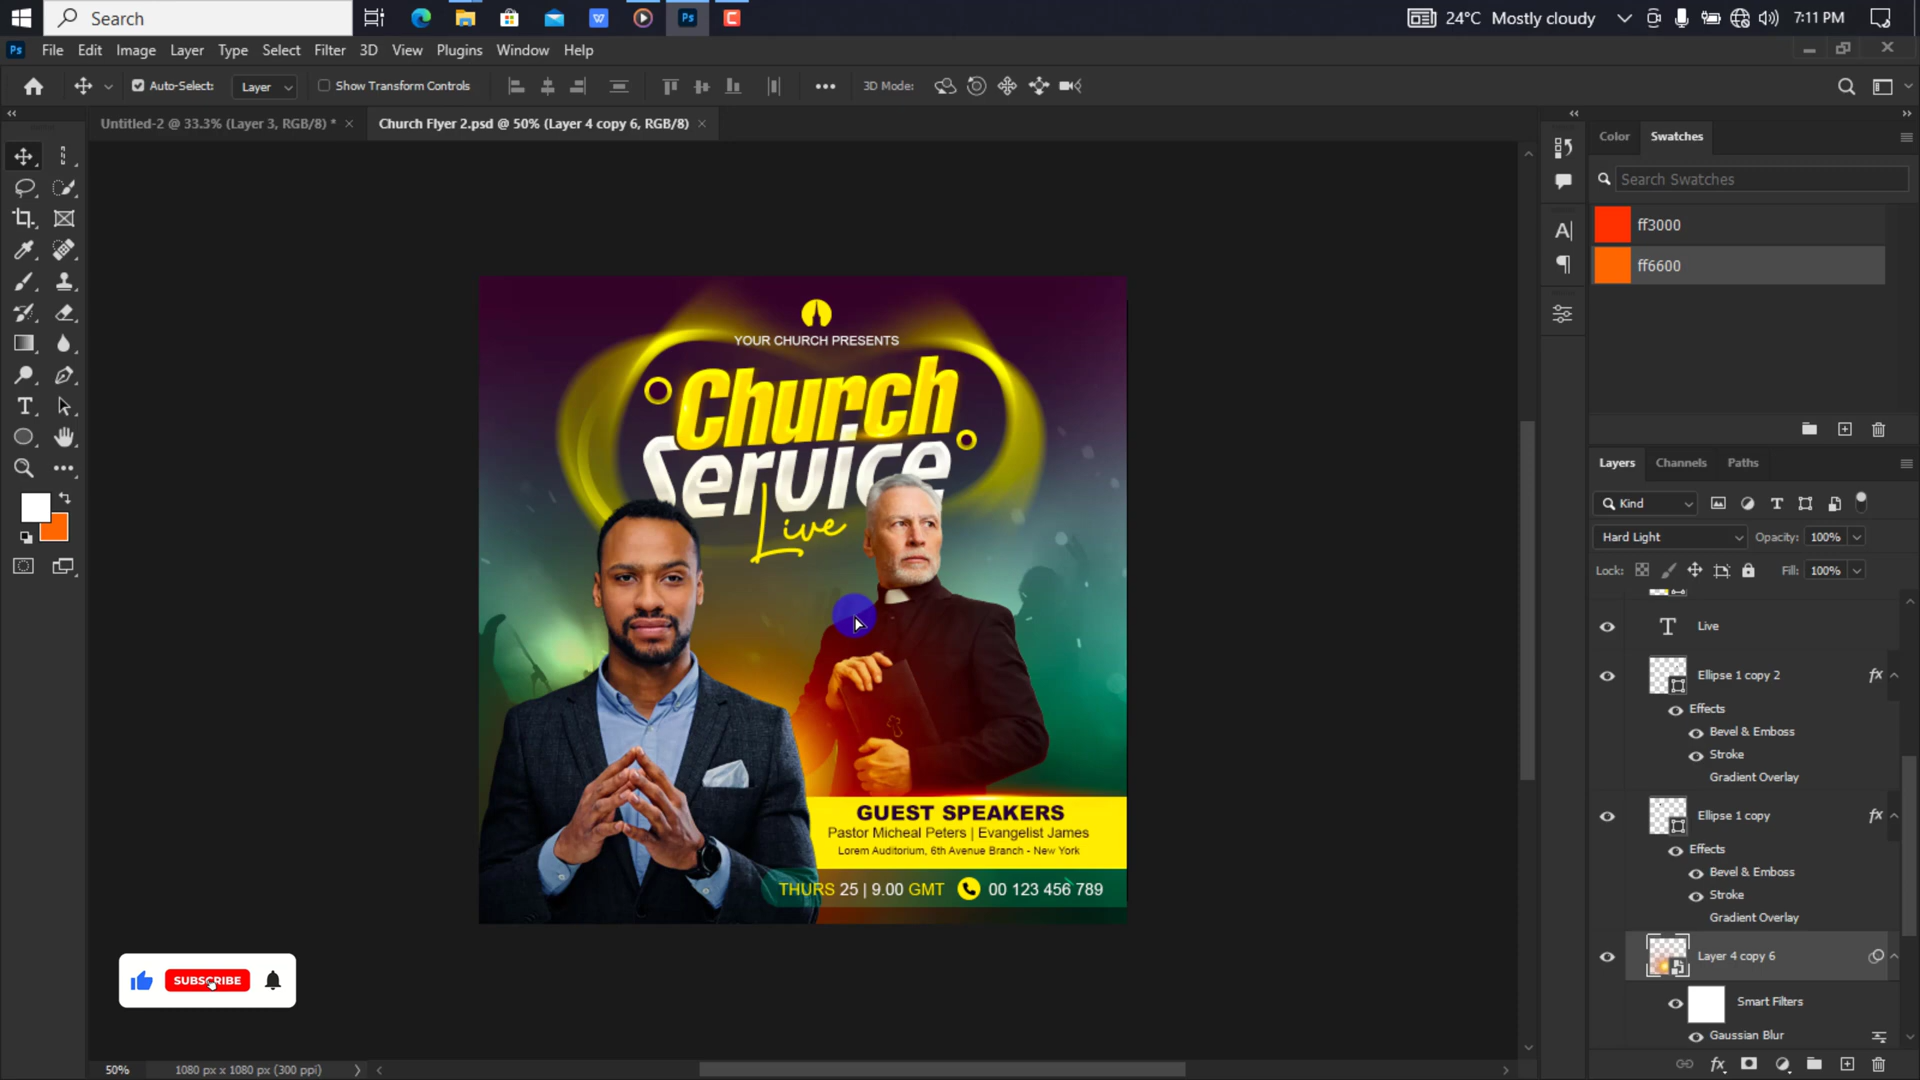 Search
24°C Mostly cloudy
7:11 PM
Ps File Edit Image Layer Type Select Filter 3D View Plugins Window Help
Auto-Select: Layer Show Transform Controls 3D Mode:
Untitled-2 @ 33.3% (Layer 3, RGB/8) * × Church Flyer 2.psd @ 50% (Layer 4 copy 6, RGB/8) ×
Color Swatches
Search Swatches
ff3000
ff6600
YOUR CHURCH PRESENTS
Church
Service
Live
GUEST SPEAKERS
Pastor Micheal Peters | Evangelist James
Lorem Auditorium, 6th Avenue Branch - New York
THURS 25 | 9.00 GMT 00 123 456 789
Layers Channels Paths
Kind
Hard Light Opacity: 100%
Lock: Fill: 100%
Live
Ellipse 1 copy 2 fx
Effects
Bevel & Emboss
Stroke
Gradient Overlay
Ellipse 1 copy fx
Effects
Bevel & Emboss
Stroke
Gradient Overlay
Layer 4 copy 6
Smart Filters
Gaussian Blur
SUBSCRIBE
50% 1080 px x 1080 px (300 ppi)